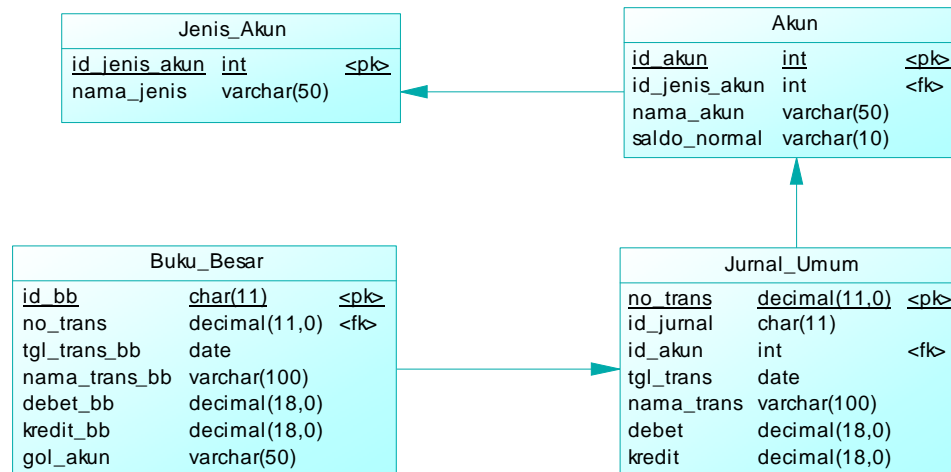 Jenis_Akun
id_jenis_akun int <pk>
nama_jenis varchar(50)
Akun
id_akun int <pk>
id_jenis_akun int <fk>
nama_akun varchar(50)
saldo_normal varchar(10)
Buku_Besar
id_bb char(11) <pk>
no_trans decimal(11,0) <fk>
tgl_trans_bb date
nama_trans_bb varchar(100)
debet_bb decimal(18,0)
kredit_bb decimal(18,0)
gol_akun varchar(50)
Jurnal_Umum
no_trans decimal(11,0) <pk>
id_jurnal char(11)
id_akun int <fk>
tgl_trans date
nama_trans varchar(100)
debet decimal(18,0)
kredit decimal(18,0)